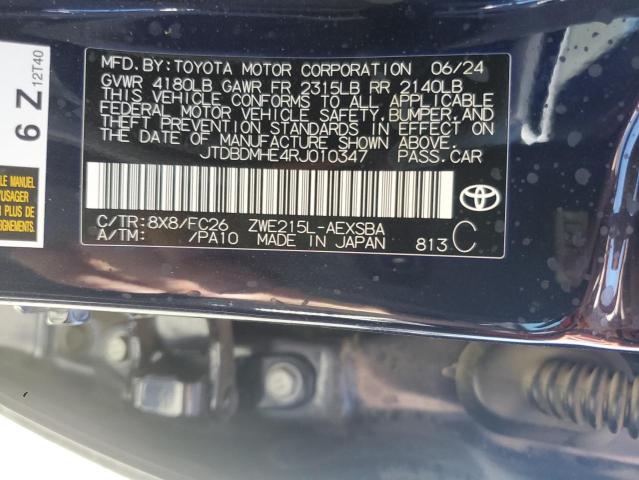 MFD. BY: TOYOTA MOTOR CORPORATION 06/24
GVWR 4180LB GAWR FR 2315LB RR 2140LB
THIS VEHICLE CONFORMS TO ALL APPLICABLE
FEDERAL MOTOR VEHICLE SAFETY, BUMPER, AND
THEFT PREVENTION STANDARDS IN EFFECT ON
THE DATE OF MANUFACTURE SHOWN ABOVE.
JTDBDMHE4RJ010347 PASS. CAR
C/TR: 8X8/FC26 ZWE215L-AEXSBA
A/TM: /PA10 MADE IN JAPAN 813 C
6 Z
12T40
MANUAL
'USAGER
PLUS DE
EIGNEMENTS